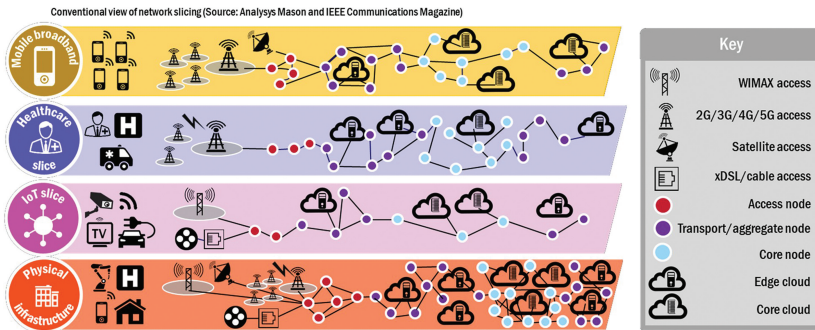 Conventional view of network slicing (Source: Analysys Mason and IEEE Communications Magazine)
Mobile broadband
Healthcare
slice
H
IoT slice
TV
Physical
infrastructure
H
Key
WIMAX access
2G/3G/4G/5G access
Satellite access
xDSL/cable access
Access node
Transport/aggregate node
Core node
Edge cloud
Core cloud